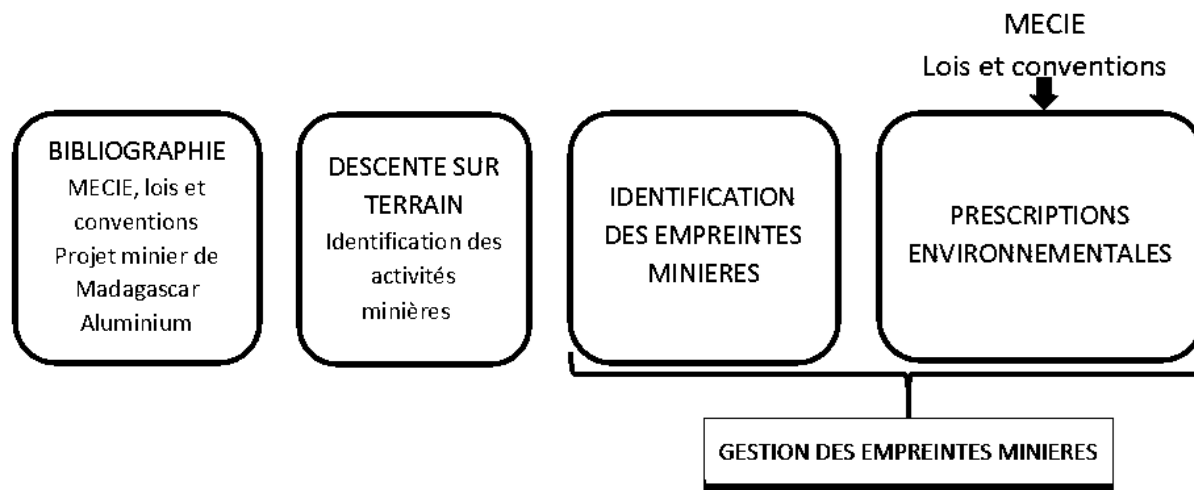 MECIE
Lois et conventions
BIBLIOGRAPHIE
MECIE, lois et
conventions
Projet minier de
Madagascar
Aluminium
DESCENTE SUR
TERRAIN
Identification des
activités
minières
IDENTIFICATION
DES EMPREINTES
MINIERES
PRESCRIPTIONS
ENVIRONNEMENTALES
GESTION DES EMPREINTES MINIERES